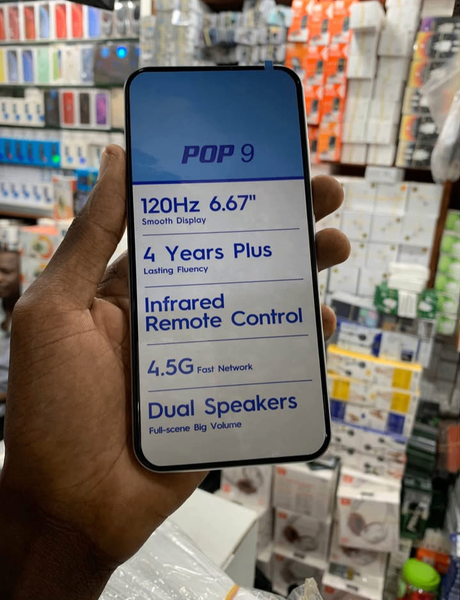 POP 9
120Hz 6.67"
Smooth Display
4 Years Plus
Lasting Fluency
Infrared
Remote Control
4.5G Fast Network
Dual Speakers
Full-scene Big Volume